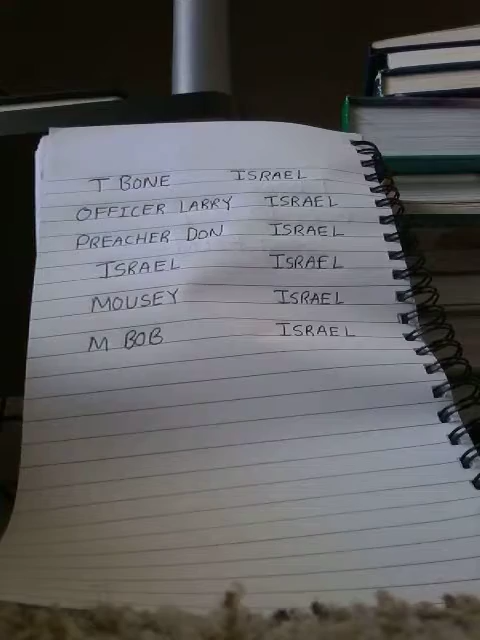 T BONE ISRAEL
OFFICER LARRY ISRAEL
PREACHER DON ISRAEL
ISRAEL ISRAEL
MOUSEY ISRAEL
M BOB ISRAEL